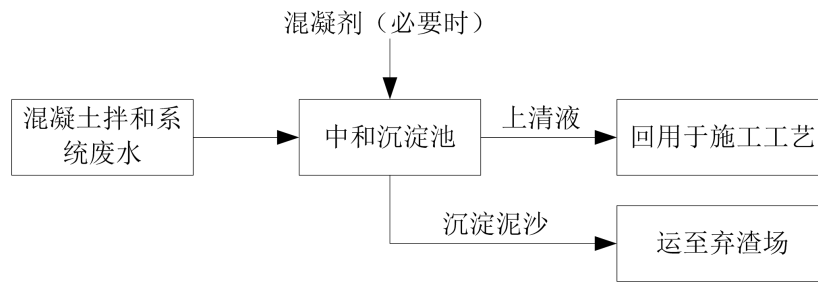 混凝剂（必要时）
混凝土拌和系
统废水
中和沉淀池
上清液
回用于施工工艺
沉淀泥沙
运至弃渣场